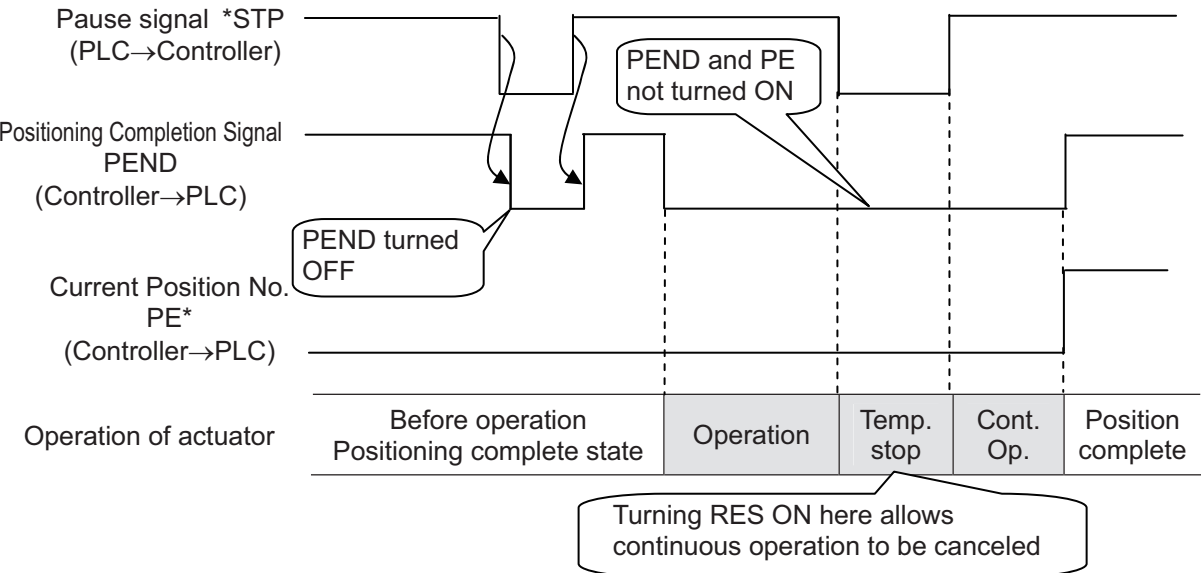 Pause signal *STP
(PLC→Controller)
PEND and PE
not turned ON
Positioning Completion Signal
PEND
(Controller→PLC)
PEND turned
OFF
Current Position No.
PE*
(Controller→PLC)
Operation of actuator
Before operation
Positioning complete state
Operation
Temp.
stop
Cont.
Op.
Position
complete
Turning RES ON here allows
continuous operation to be canceled